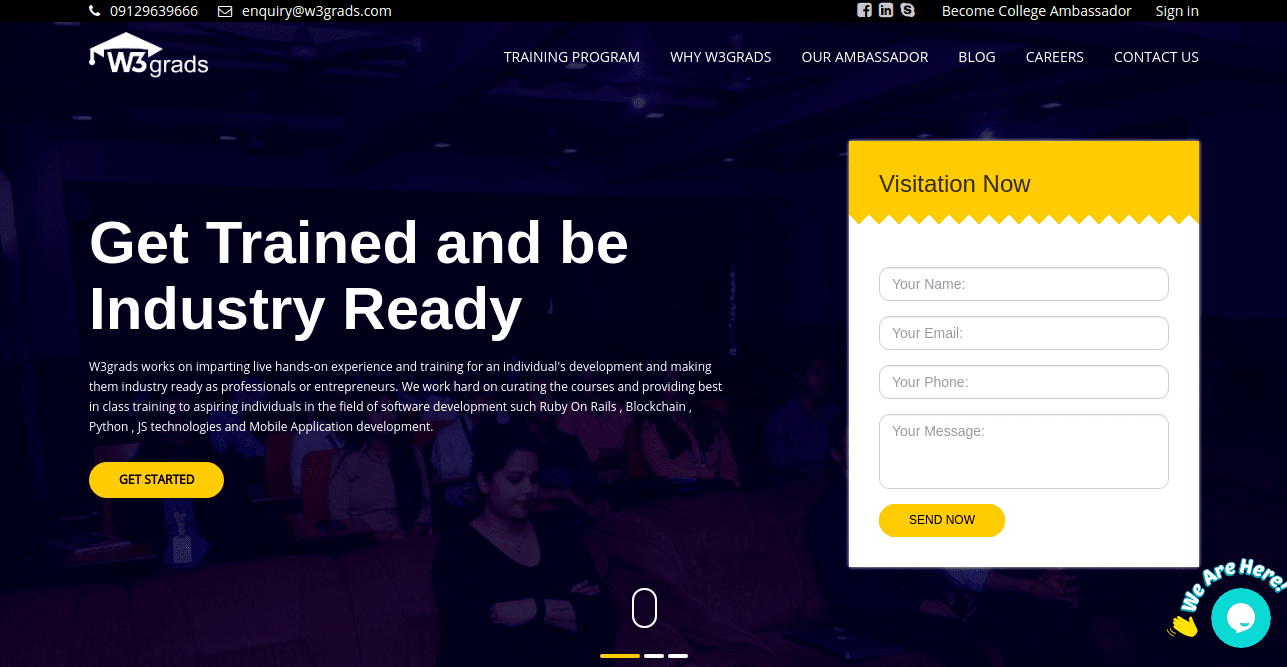 09129639666 enquiry@w3grads.com Become College Ambassador Sign in
W3grads
TRAINING PROGRAM WHY W3GRADS OUR AMBASSADOR BLOG CAREERS CONTACT US
Get Trained and be
Industry Ready
W3grads works on imparting live hands-on experience and training for an individual's development and making
them industry ready as professionals or entrepreneurs. We work hard on curating the courses and providing best
in class training to aspiring individuals in the field of software development such Ruby On Rails , Blockchain ,
Python , JS technologies and Mobile Application development.
GET STARTED
Visitation Now
Your Name:
Your Email:
Your Phone:
Your Message:
SEND NOW
We Are Here!